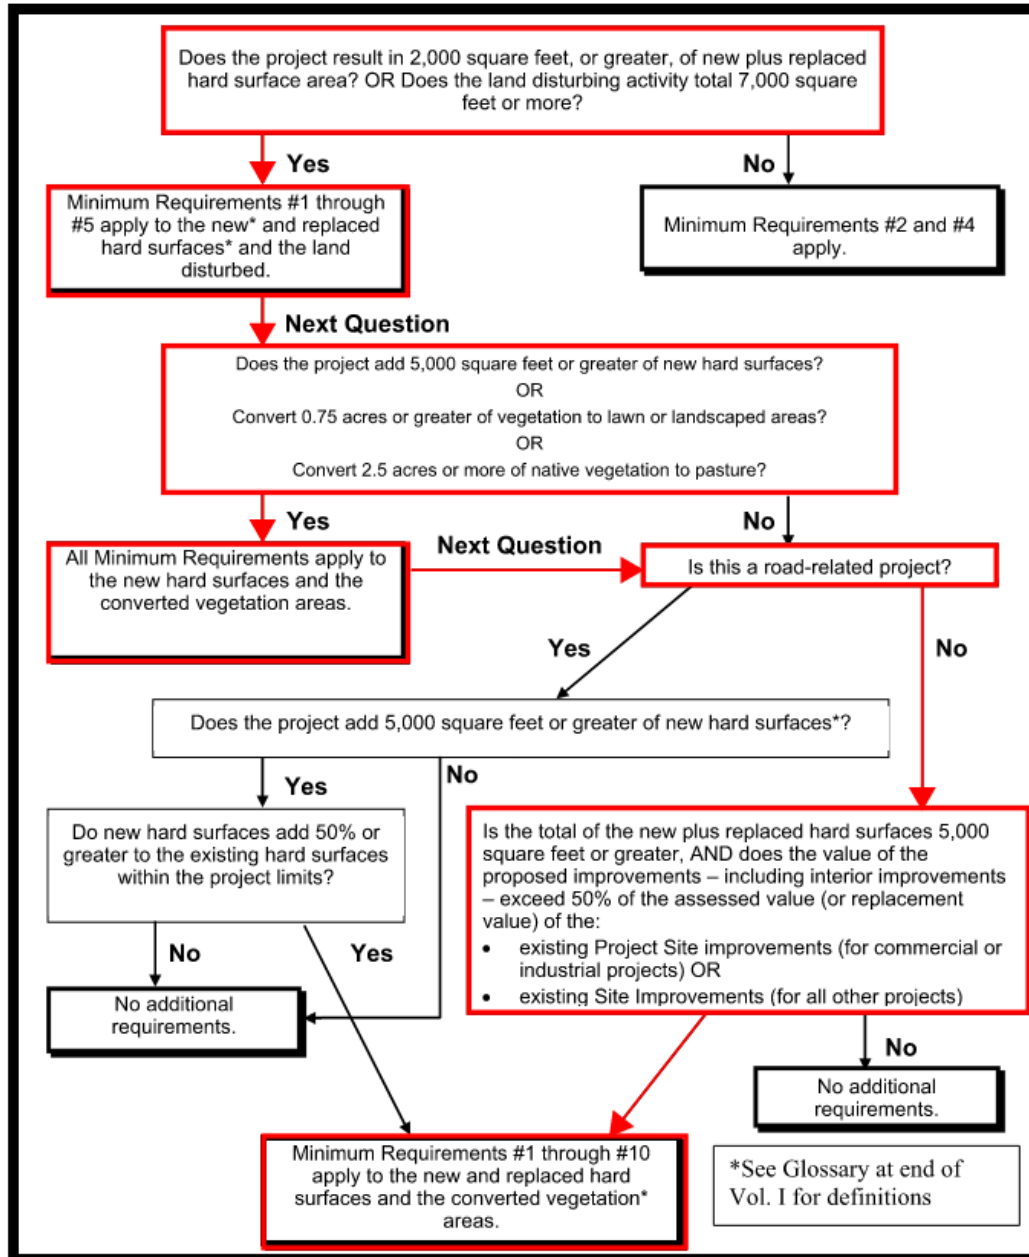 Does the project result in 2,000 square feet, or greater, of new plus replaced
hard surface area? OR Does the land disturbing activity total 7,000 square
feet or more?
Yes
No
Minimum Requirements #1
through
#5 apply to the new* and replaced
hard surfaces* and the land
disturbed.
Minimum Requirements #2 and #4
apply.
Next Question
Does the project add 5,000 square feet or greater of new hard surfaces?
OR
Convert 0.75 acres or greater of vegetation to lawn or landscaped areas?
OR
Convert 2.5 acres or more of native vegetation to pasture?
Yes
No
All Minimum Requirements apply to
the new hard surfaces and the
converted vegetation areas.
Next Question
Is this a road-related project?
Yes
No
Does the project add 5,000 square feet or greater of new hard surfaces*?
Yes
No
Do new hard surfaces add 50% or
greater to the existing hard surfaces
within the project limits?
Is the total of the new plus replaced hard surfaces 5,000
square feet or greater, AND does the value of the
proposed improvements – including interior improvements
– exceed 50% of the assessed value (or replacement
value) of the:
• existing Project Site improvements (for commercial or
industrial projects) OR
• existing Site Improvements (for all other projects)
No
Yes
No additional
requirements.
No
No additional
requirements.
Minimum Requirements #1 through #10
apply to the new and replaced hard
surfaces and the converted vegetation*
areas.
*See Glossary at end of
Vol. I for definitions